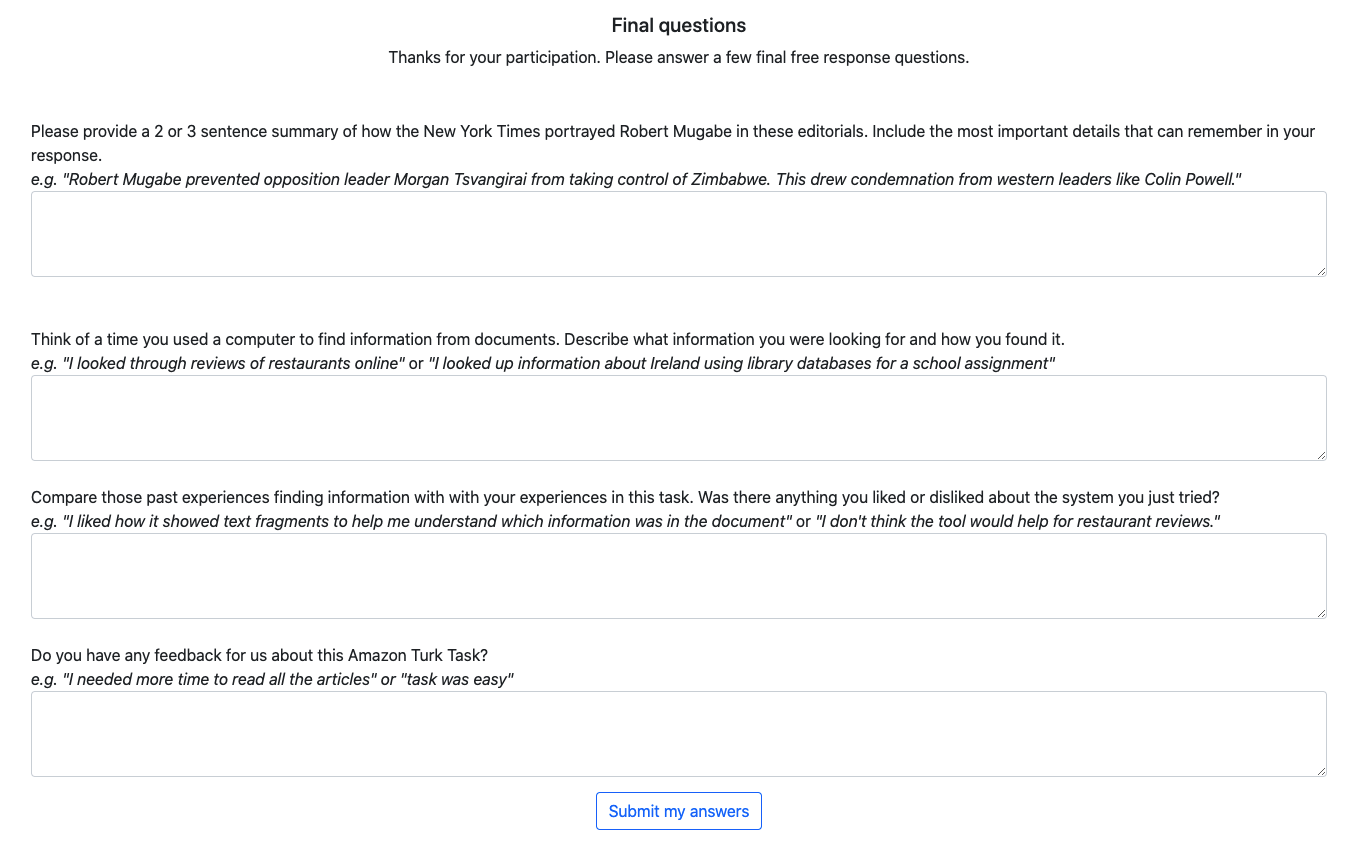 Final questions
Thanks for your participation. Please answer a few final free response questions.
Please provide a 2 or 3 sentence summary of how the New York Times portrayed Robert Mugabe in these editorials. Include the most important details that can remember in your
response.
e.g. "Robert Mugabe prevented opposition leader Morgan Tsvangirai from taking control of Zimbabwe. This drew condemnation from western leaders like Colin Powell."
Think of a time you used a computer to find information from documents. Describe what information you were looking for and how you found it.
e.g. "I looked through reviews of restaurants online" or "I looked up information about Ireland using library databases for a school assignment"
Compare those past experiences finding information with with your experiences in this task. Was there anything you liked or disliked about the system you just tried?
e.g. "I liked how it showed text fragments to help me understand which information was in the document" or "I don't think the tool would help for restaurant reviews."
Do you have any feedback for us about this Amazon Turk Task?
e.g. "I needed more time to read all the articles" or "task was easy"
Submit my answers